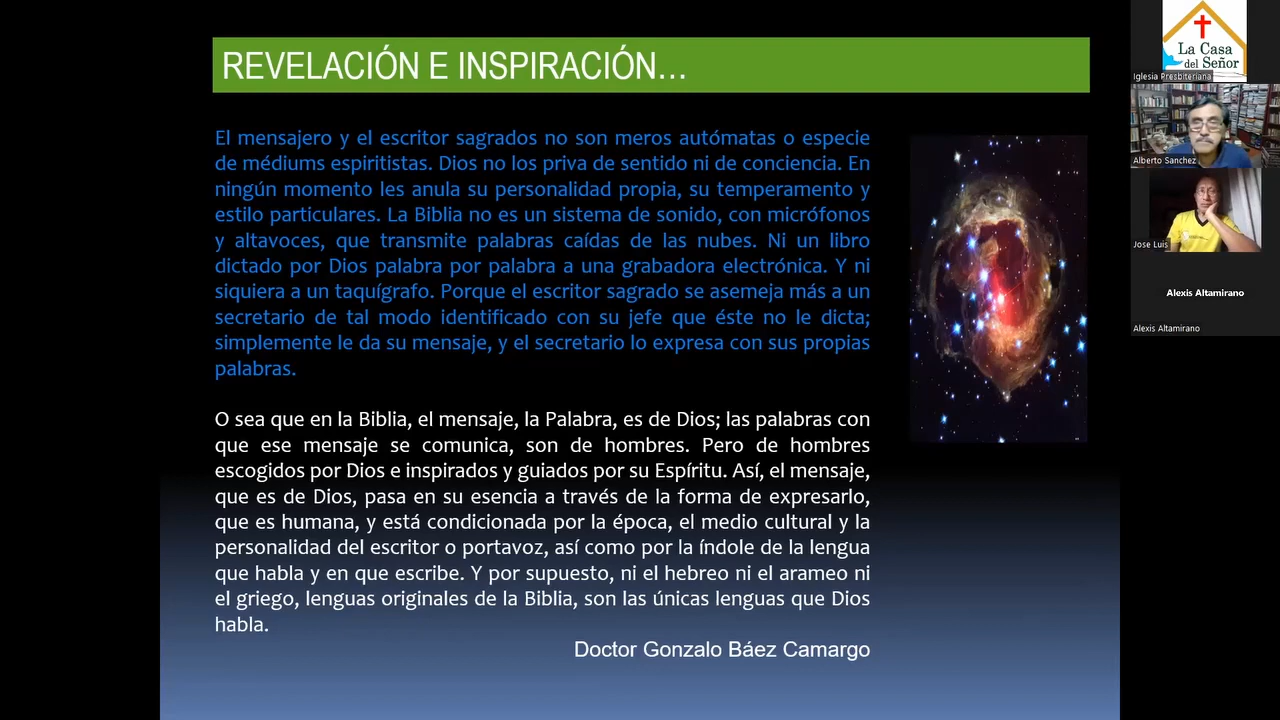 REVELACIÓN E INSPIRACIÓN...
El mensajero y el escritor sagrados no son meros autómatas o especie
de médiums espiritistas. Dios no los priva de sentido ni de conciencia. En
ningún momento les anula su personalidad propia, su temperamento y
estilo particulares. La Biblia no es un sistema de sonido, con micrófonos
y altavoces, que transmite palabras caídas de las nubes. Ni un libro
dictado por Dios palabra por palabra a una grabadora electrónica. Y ni
siquiera a un taquígrafo. Porque el escritor sagrado se asemeja más a un
secretario de tal modo identificado con su jefe que éste no le dicta;
simplemente le da su mensaje, y el secretario lo expresa con sus propias
palabras.
O sea que en la Biblia, el mensaje, la Palabra, es de Dios; las palabras con
que ese mensaje se comunica, son de hombres. Pero de hombres
escogidos por Dios e inspirados y guiados por su Espíritu. Así, el mensaje,
que es de Dios, pasa en su esencia a través de la forma de expresarlo,
que es humana, y está condicionada por la época, el medio cultural y la
personalidad del escritor o portavoz, así como por la índole de la lengua
que habla y en que escribe. Y por supuesto, ni el hebreo ni el arameo ni
el griego, lenguas originales de la Biblia, son las únicas lenguas que Dios
habla.
Doctor Gonzalo Báez Camargo
La Casa
del Señor
Iglesia Presbiteriana
Alberto Sanchez
Jose Luis
Alexis Altamirano
Alexis Altamirano